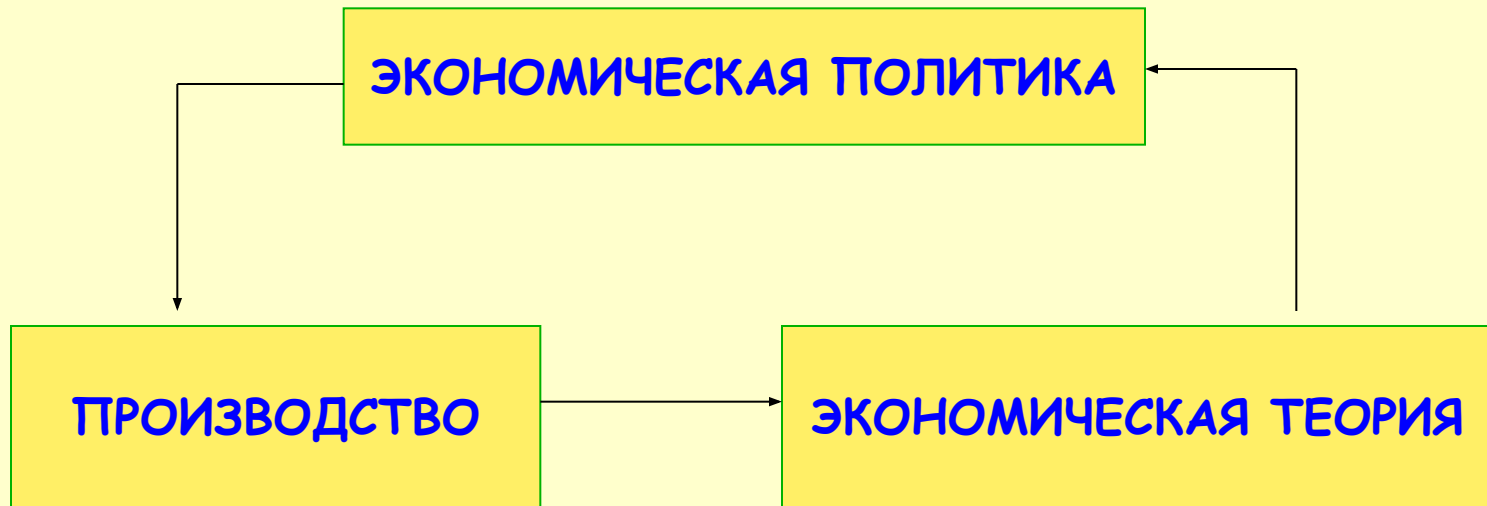 ЭКОНОМИЧЕСКАЯ ПОЛИТИКА
ПРОИЗВОДСТВО
ЭКОНОМИЧЕСКАЯ ТЕОРИЯ